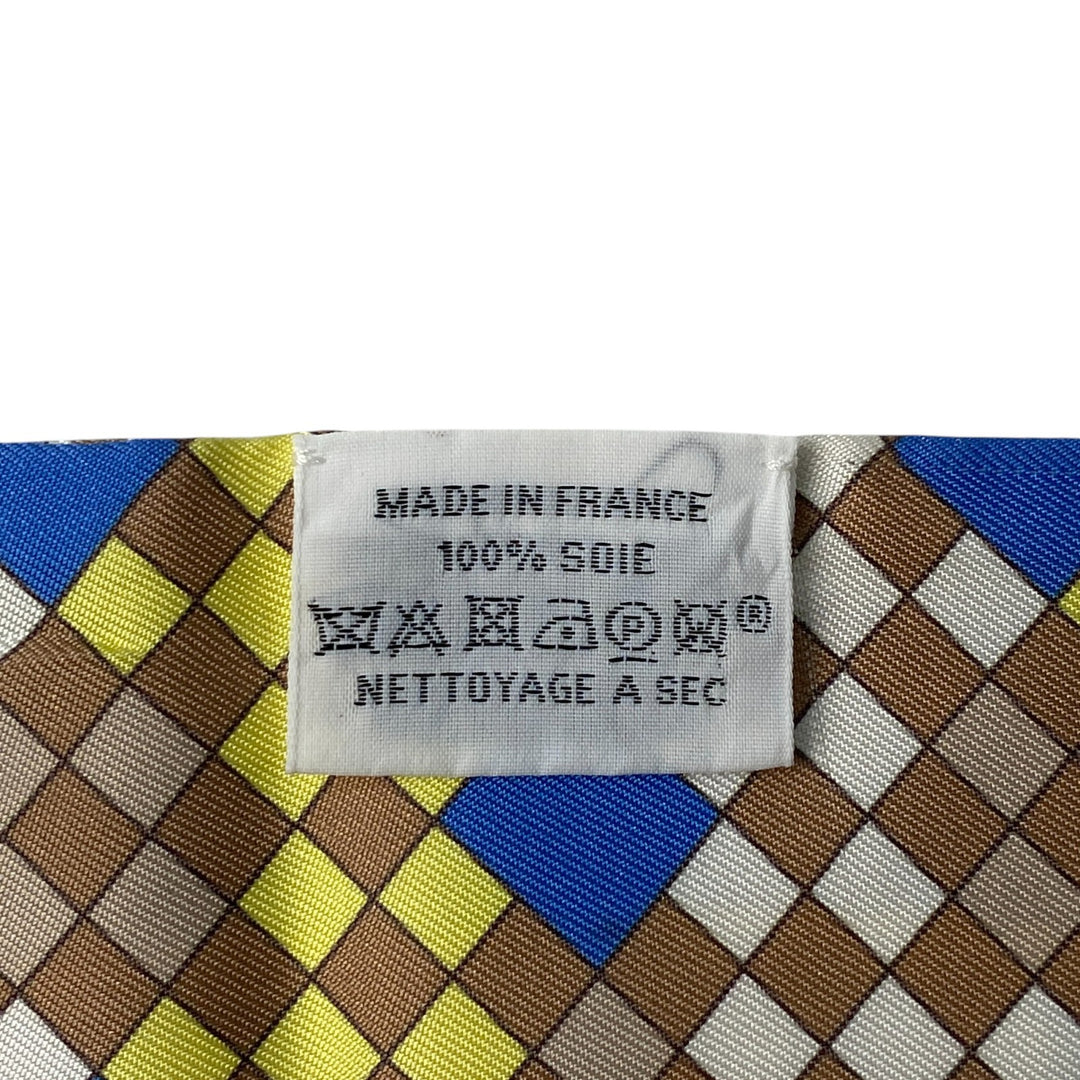 MADE IN FRANCE
100% SOIE
P ®
NETTOYAGE A SEC